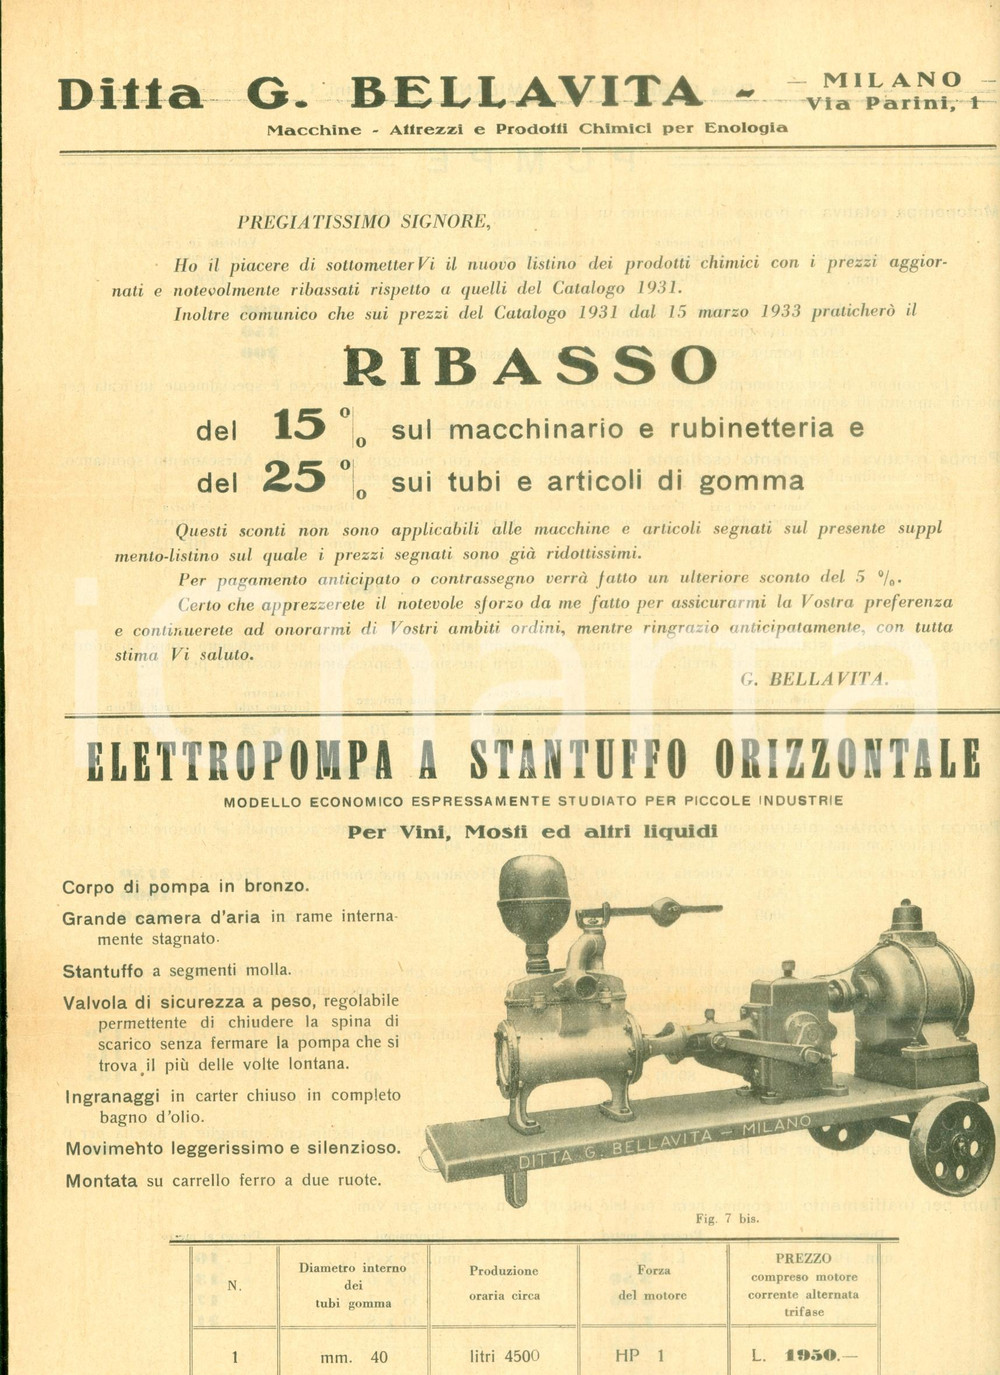 Ditta G. BELLAVITA - MILANO
Via Parini, 1
Macchine - Attrezzi e Prodotti Chimici per Enologia
PREGIATISSIMO SIGNORE,
Ho il piacere di sottometterVi il nuovo listino dei prodotti chimici con i prezzi aggior-
nati e notevolmente ribassati rispetto a quelli del Catalogo 1931.
Inoltre comunico che sui prezzi del Catalogo 1931 dal 15 marzo 1933 praticherò il
RIBASSO
del 15 % sul macchinario e rubinetteria e
del 25 % sui tubi e articoli di gomma
Questi sconti non sono applicabili alle macchine e articoli segnati sul presente suppl
mento-listino sul quale i prezzi segnati sono già ridottissimi.
Per pagamento anticipato o contrassegno verrà fatto un ulteriore sconto del 5 %.
Certo che apprezzerete il notevole sforzo da me fatto per assicurarmi la Vostra preferenza
e continuerete ad onorarmi di Vostri ambiti ordini, mentre ringrazio anticipatamente, con tutta
stima Vi saluto.
G. BELLAVITA.
ELETTROPOMPA A STANTUFFO ORIZZONTALE
MODELLO ECONOMICO ESPRESSAMENTE STUDIATO PER PICCOLE INDUSTRIE
Per Vini, Mosti ed altri liquidi
Corpo di pompa in bronzo.
Grande camera d'aria in rame interna-
mente stagnato.
Stantuffo a segmenti molla.
Valvola di sicurezza a peso, regolabile
permettente di chiudere la spina di
scarico senza fermare la pompa che si
trova il più delle volte lontana.
Ingranaggi in carter chiuso in completo
bagno d'olio.
Movimento leggerissimo e silenzioso.
Montata su carrello ferro a due ruote.
DITTA G. BELLAVITA - MILANO
Fig. 7 bis.
N.
Diametro interno
dei
tubi gomma
Produzione
oraria circa
Forza
del motore
PREZZO
compreso motore
corrente alternata
trifase
1 mm. 40 litri 4500 HP 1 L. 1950.—